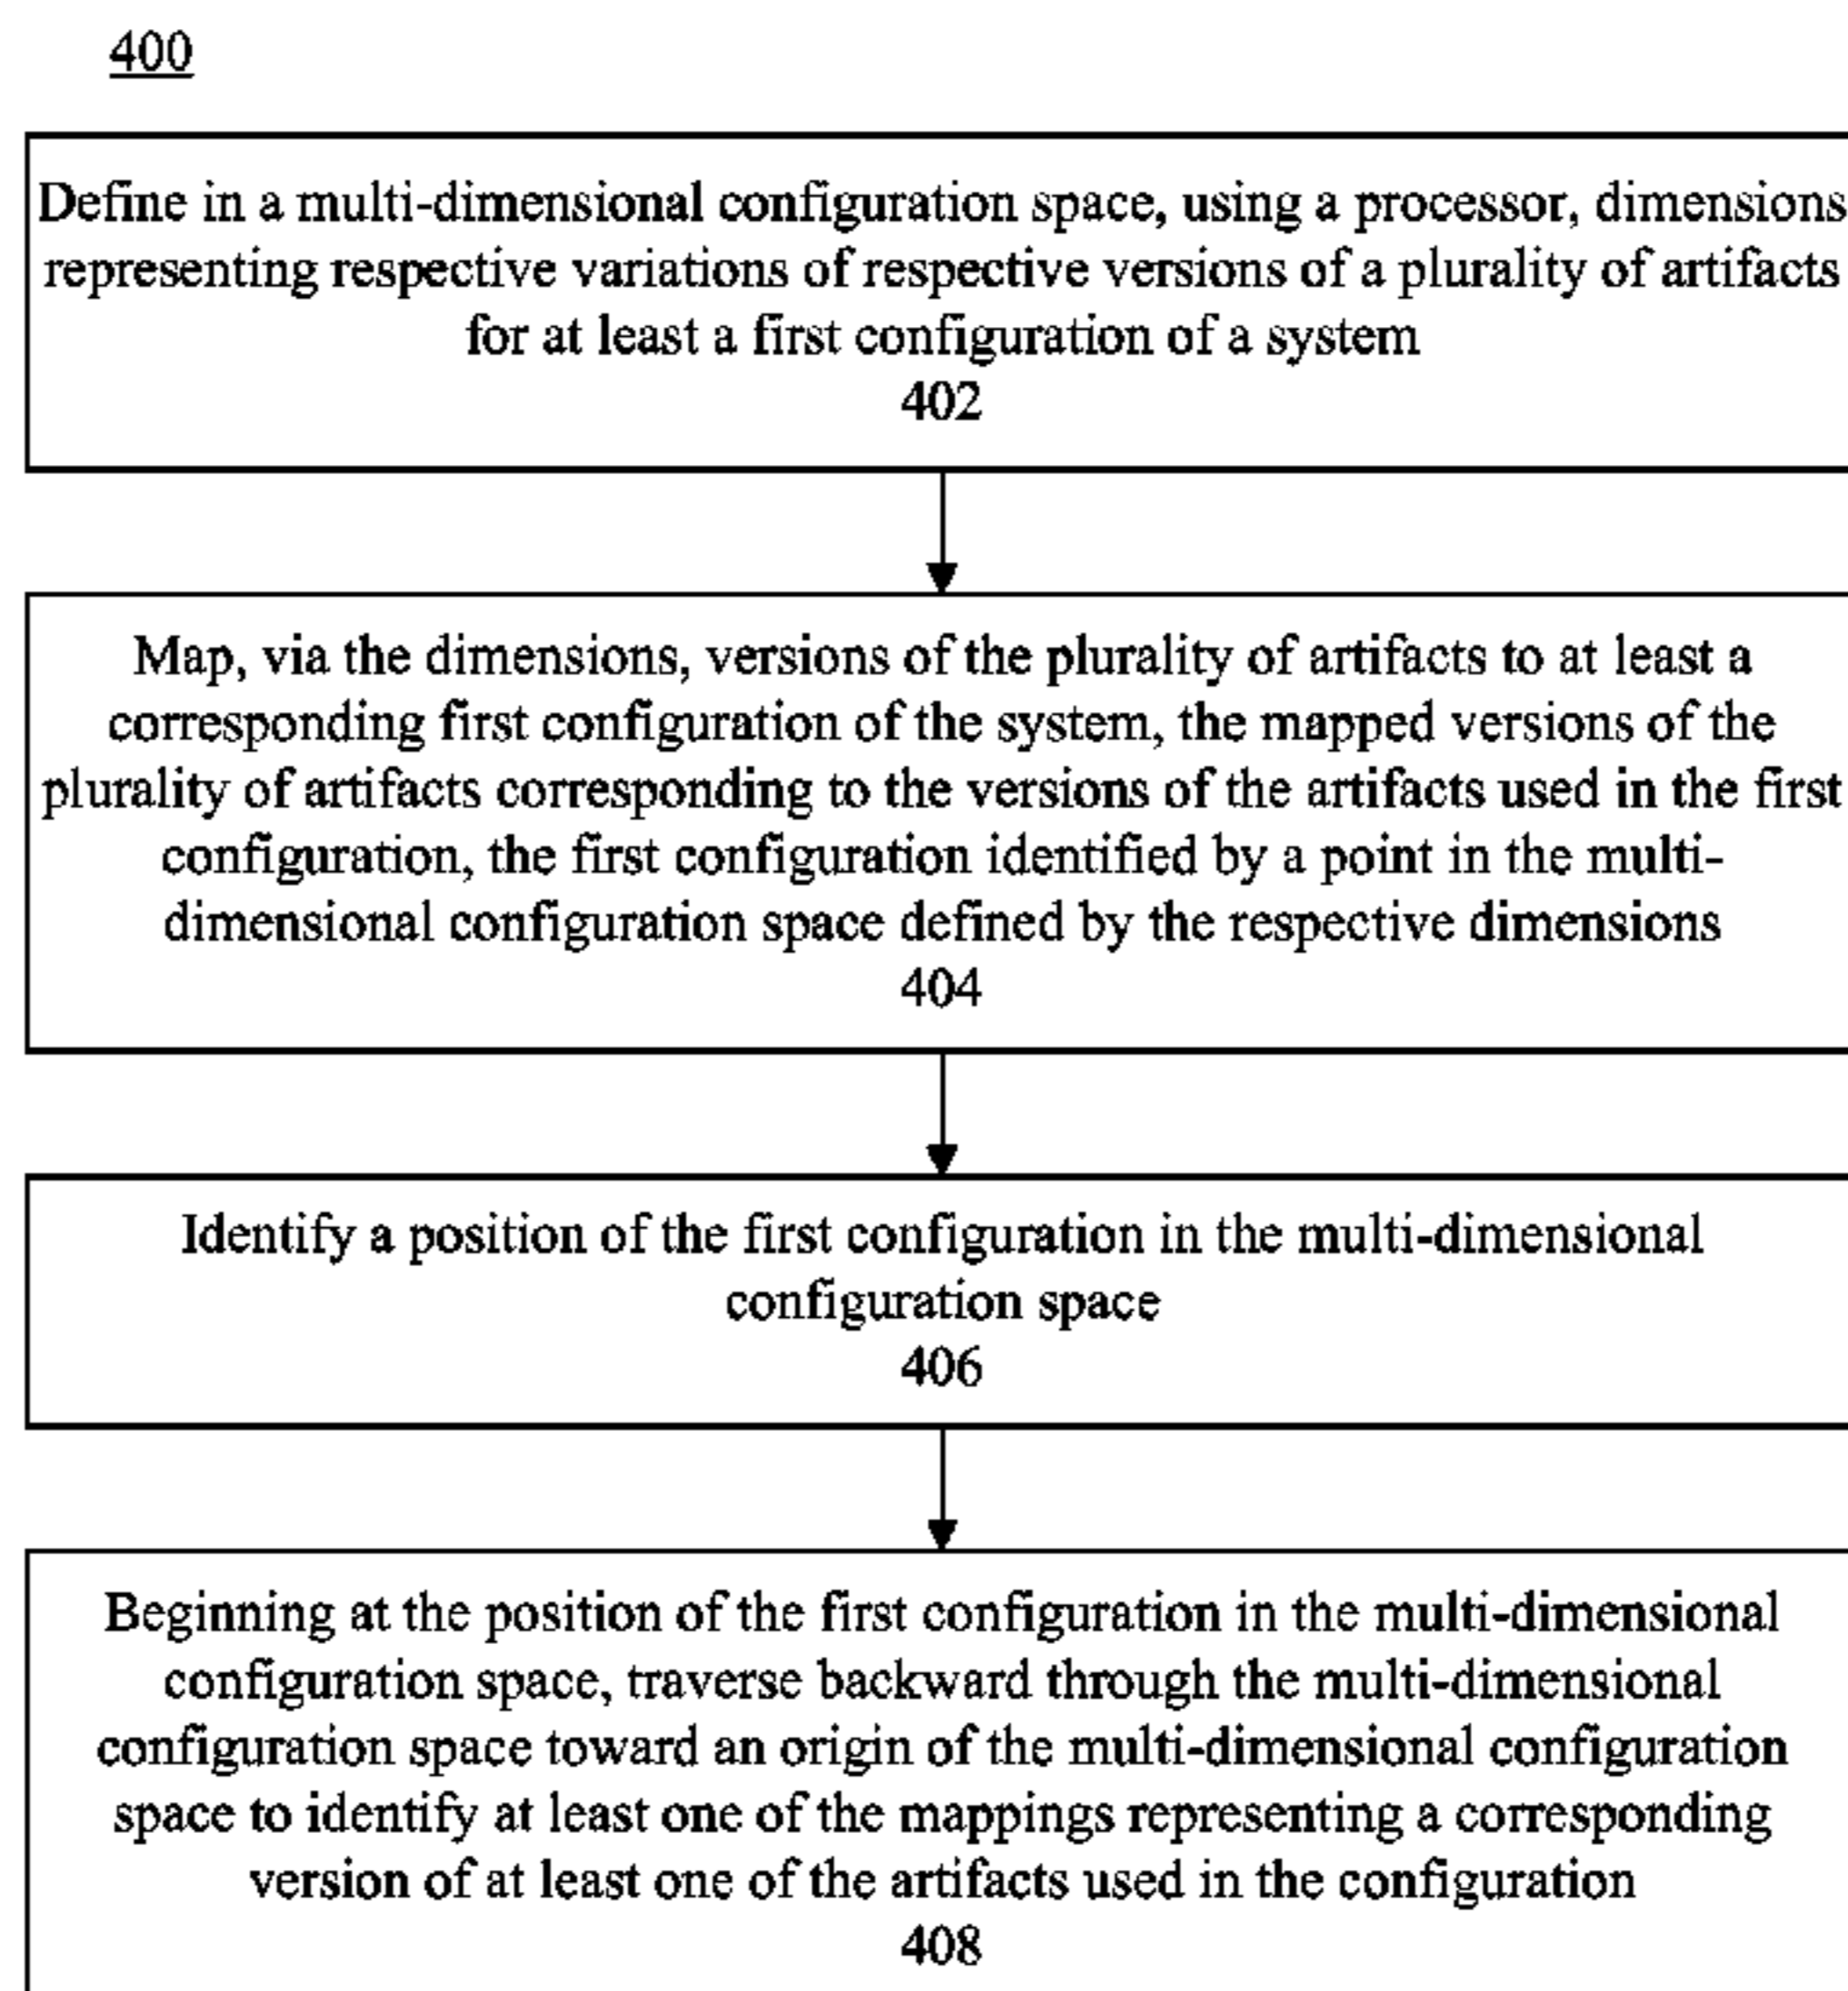 400
Define in a multi-dimensional configuration space, using a processor, dimensions
representing respective variations of respective versions of a plurality of artifacts
for at least a first configuration of a system
402
Map, via the dimensions, versions of the plurality of artifacts to at least a
corresponding first configuration of the system, the mapped versions of the
plurality of artifacts corresponding to the versions of the artifacts used in the first
configuration, the first configuration identified by a point in the multi-
dimensional configuration space defined by the respective dimensions
404
Identify a position of the first configuration in the multi-dimensional
configuration space
406
Beginning at the position of the first configuration in the multi-dimensional
configuration space, traverse backward through the multi-dimensional
configuration space toward an origin of the multi-dimensional configuration
space to identify at least one of the mappings representing a corresponding
version of at least one of the artifacts used in the configuration
408